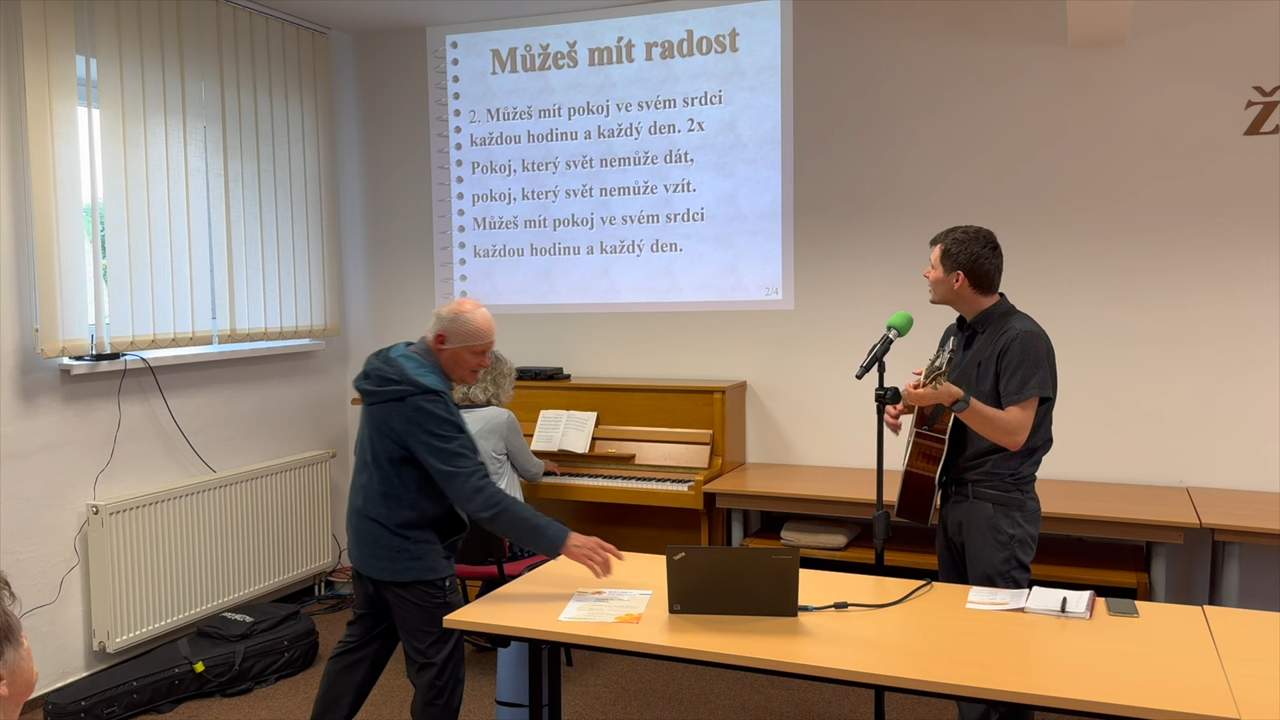 Můžeš mít radost
2. Můžeš mít pokoj ve svém srdci
každou hodinu a každý den. 2x
Pokoj, který svět nemůže dát,
pokoj, který svět nemůže vzít.
Můžeš mít pokoj ve svém srdci
každou hodinu a každý den.
2/4
Ž
ThinkPad